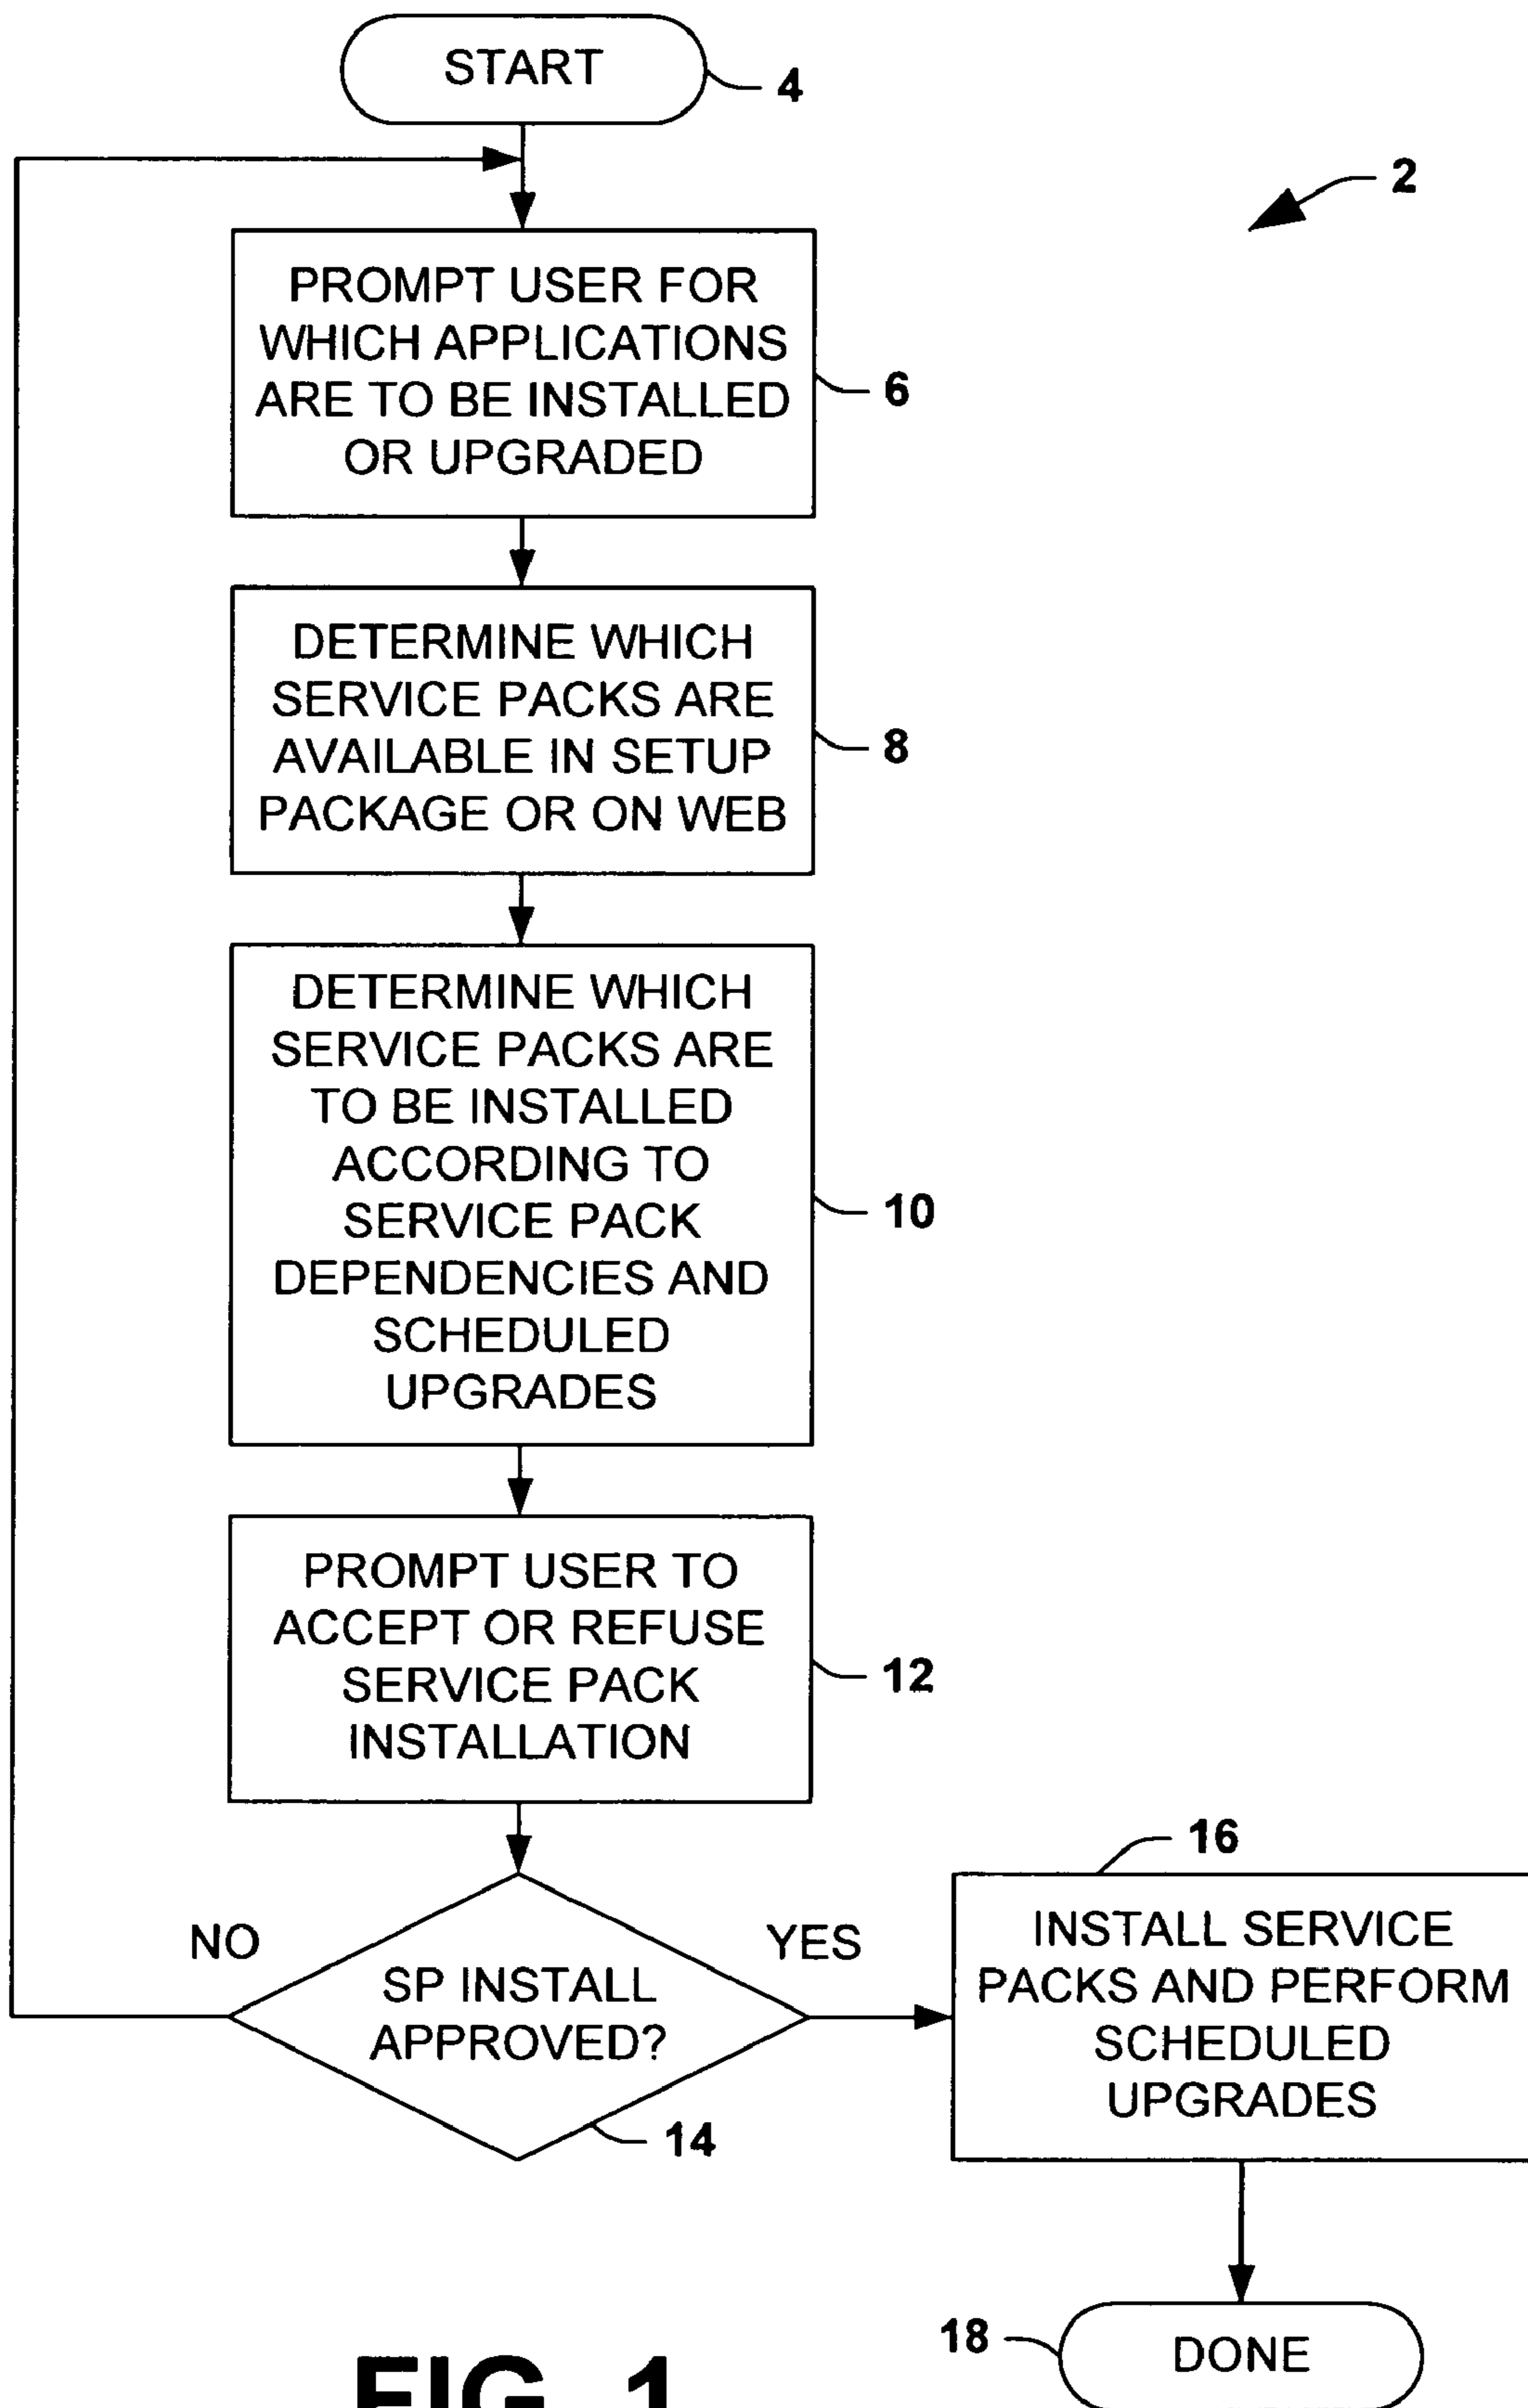 START
4
2
PROMPT USER FOR
WHICH APPLICATIONS
ARE TO BE INSTALLED
OR UPGRADED
6
DETERMINE WHICH
SERVICE PACKS ARE
AVAILABLE IN SETUP
PACKAGE OR ON WEB
8
DETERMINE WHICH
SERVICE PACKS ARE
TO BE INSTALLED
ACCORDING TO
SERVICE PACK
DEPENDENCIES AND
SCHEDULED
UPGRADES
10
PROMPT USER TO
ACCEPT OR REFUSE
SERVICE PACK
INSTALLATION
12
NO
SP INSTALL
APPROVED?
YES
14
16
INSTALL SERVICE
PACKS AND PERFORM
SCHEDULED
UPGRADES
18
DONE
FIG. 1